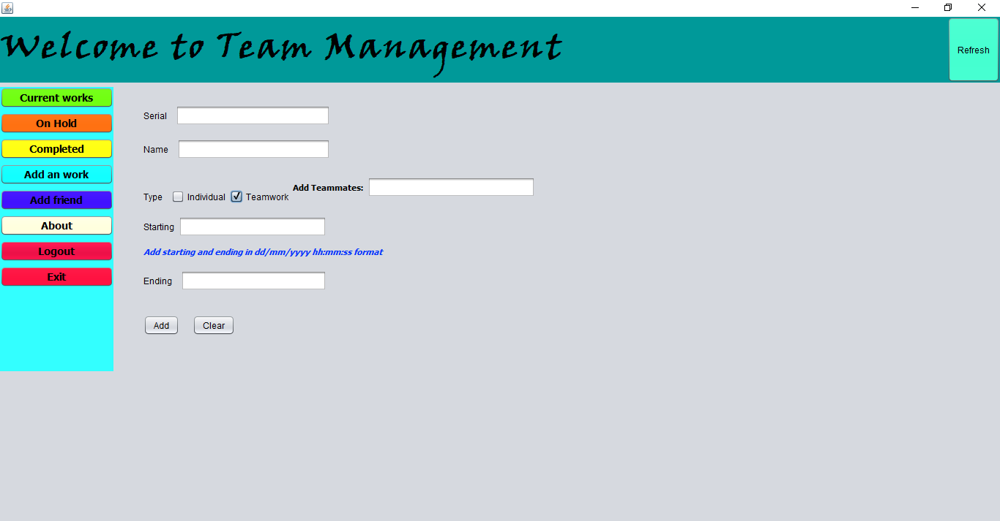 Welcome to Team Management
Refresh
Current works
On Hold
Completed
Add an work
Add friend
About
Logout
Exit
Serial
Name
Type Individual Teamwork Add Teammates:
Starting
Add starting and ending in dd/mm/yyyy hh:mm:ss format
Ending
Add Clear